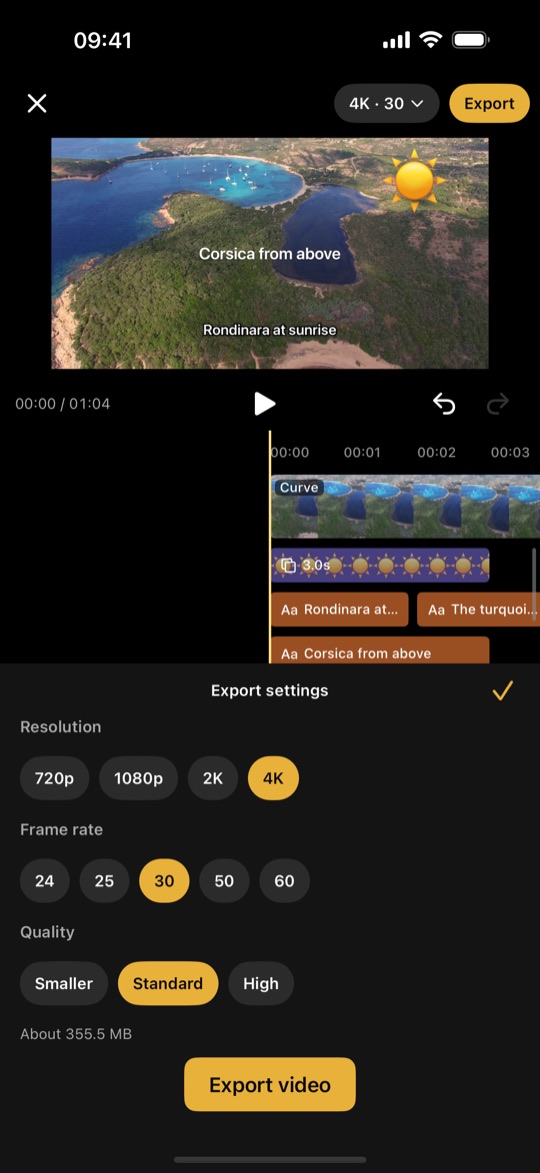 09:41
4K · 30
Export
Corsica from above
Rondinara at sunrise
00:00 / 01:04
00:00 00:01 00:02 00:03
Curve
3.0s
Aa Rondinara at... Aa The turquoi...
Aa Corsica from above
Export settings
Resolution
720p 1080p 2K 4K
Frame rate
24 25 30 50 60
Quality
Smaller Standard High
About 355.5 MB
Export video